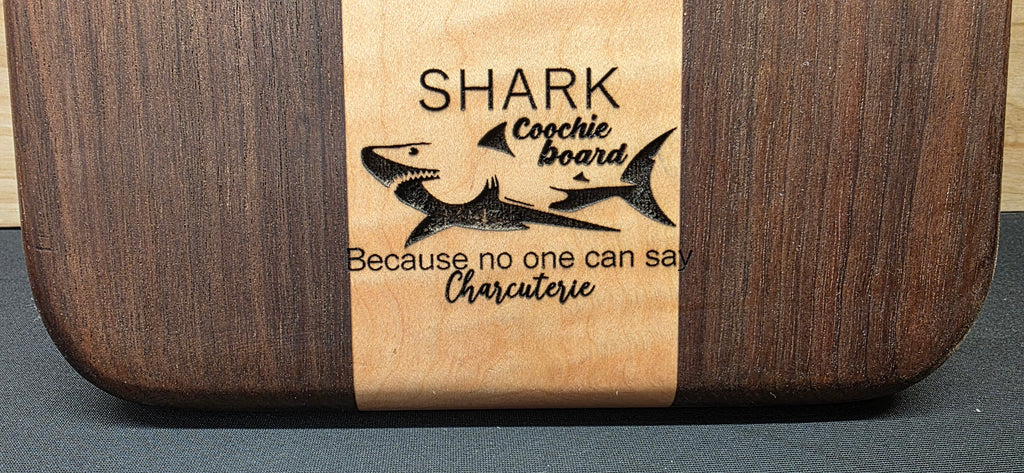 SHARK
Coochie
board
Because no one can say
Charcuterie